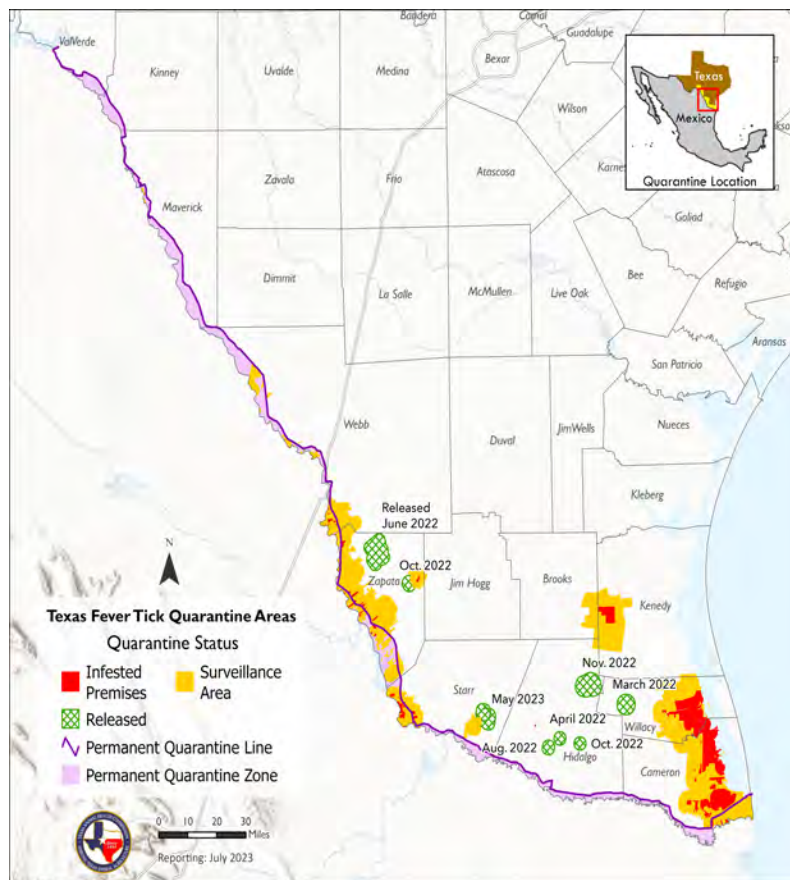 Bandera
Comal
Guadalupe
ValVerde
Kinney
Uvalde
Medina
Bexar
Wilson
Texas
Mexico
Quarantine Location
Karnes
Atascosa
Frio
Zavala
Maverick
Goliad
Dimmit
La Salle
McMullen
Live Oak
Bee
Refugio
Aransas
San Patricio
Webb
Duval
JimWells
Nueces
Kleberg
Released
June 2022
Oct. 2022
Zapata
Jim Hogg
Brooks
Kenedy
N
Texas Fever Tick Quarantine Areas
Quarantine Status
Infested
Premises
Surveillance
Area
Released
Permanent Quarantine Line
Permanent Quarantine Zone
Nov. 2022
March 2022
Starr
May 2023
April 2022
Willacy
Aug. 2022
Oct. 2022
Hidalgo
Cameron
0 10 20 30
Miles
Reporting: July 2023